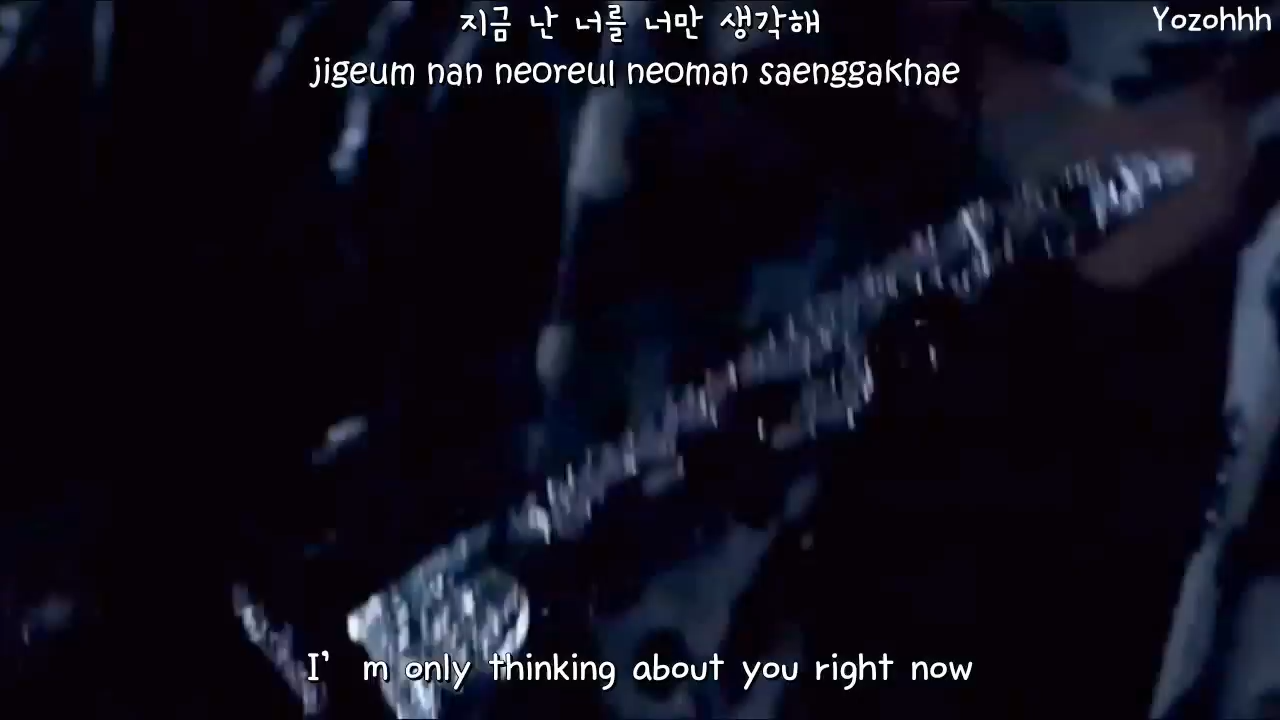 지금 난 너를 너만 생각해
Yozohhh
jigeum nan neoreul neoman saenggakhae
I'm only thinking about you right now